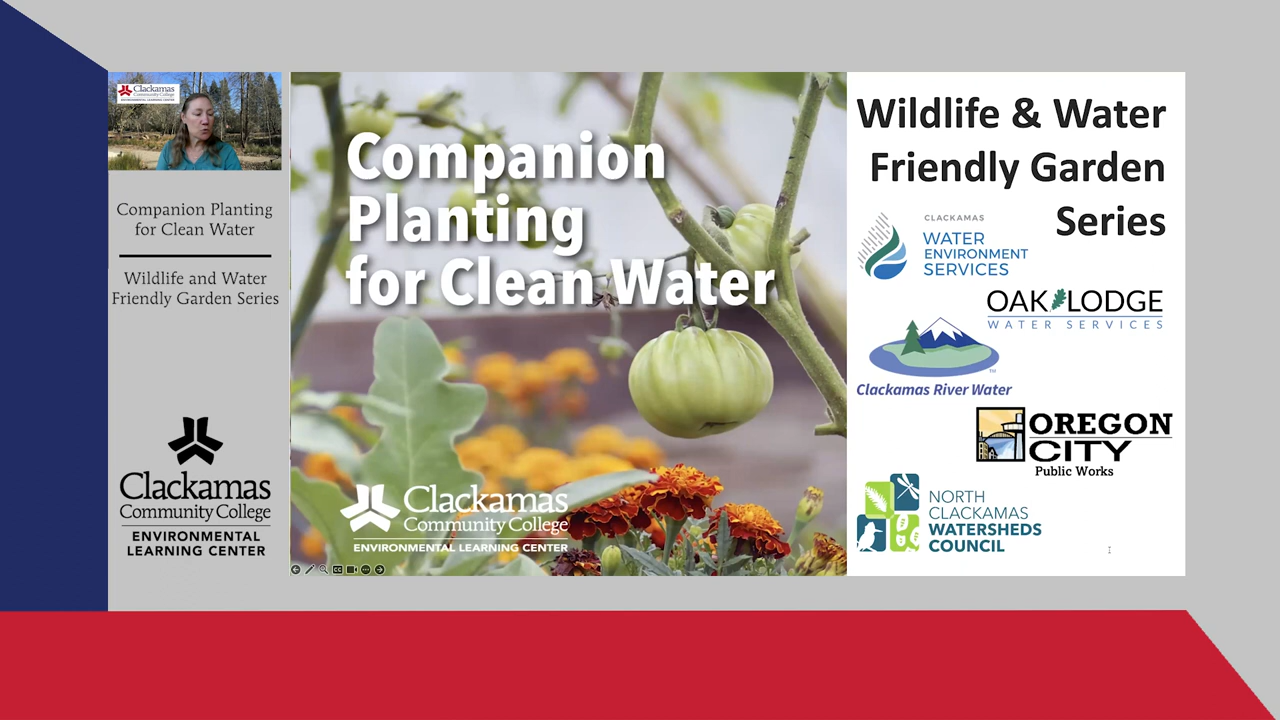 Clackamas
Community College
ENVIRONMENTAL LEARNING CENTER
Companion Planting
for Clean Water
Wildlife and Water
Friendly Garden Series
Clackamas
Community College
ENVIRONMENTAL
LEARNING CENTER
Companion
Planting
for Clean Water
Clackamas
Community College
ENVIRONMENTAL LEARNING CENTER
Wildlife & Water
Friendly Garden
Series
CLACKAMAS
WATER
ENVIRONMENT
SERVICES
OAK LODGE
WATER SERVICES
TM
Clackamas River Water
OREGON
CITY
Public Works
NORTH
CLACKAMAS
WATERSHEDS
COUNCIL